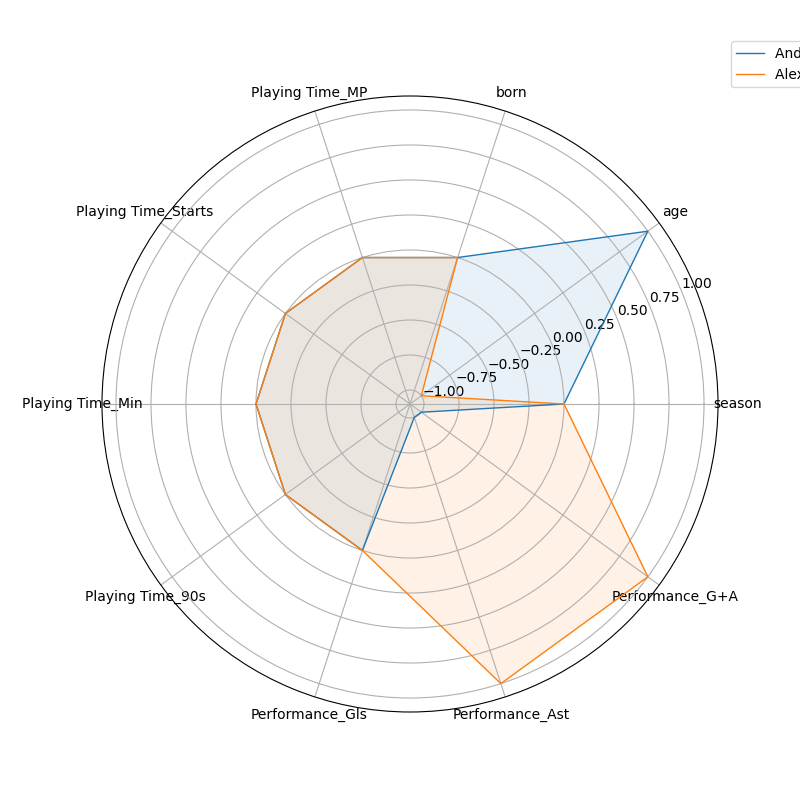 And
Alex
Playing Time_MP
born
Playing Time_Starts
age
1.00
0.75
0.50
0.25
0.00
−0.25
−0.50
−0.75
−1.00
Playing Time_Min
season
Playing Time_90s
Performance_G+A
Performance_Gls
Performance_Ast